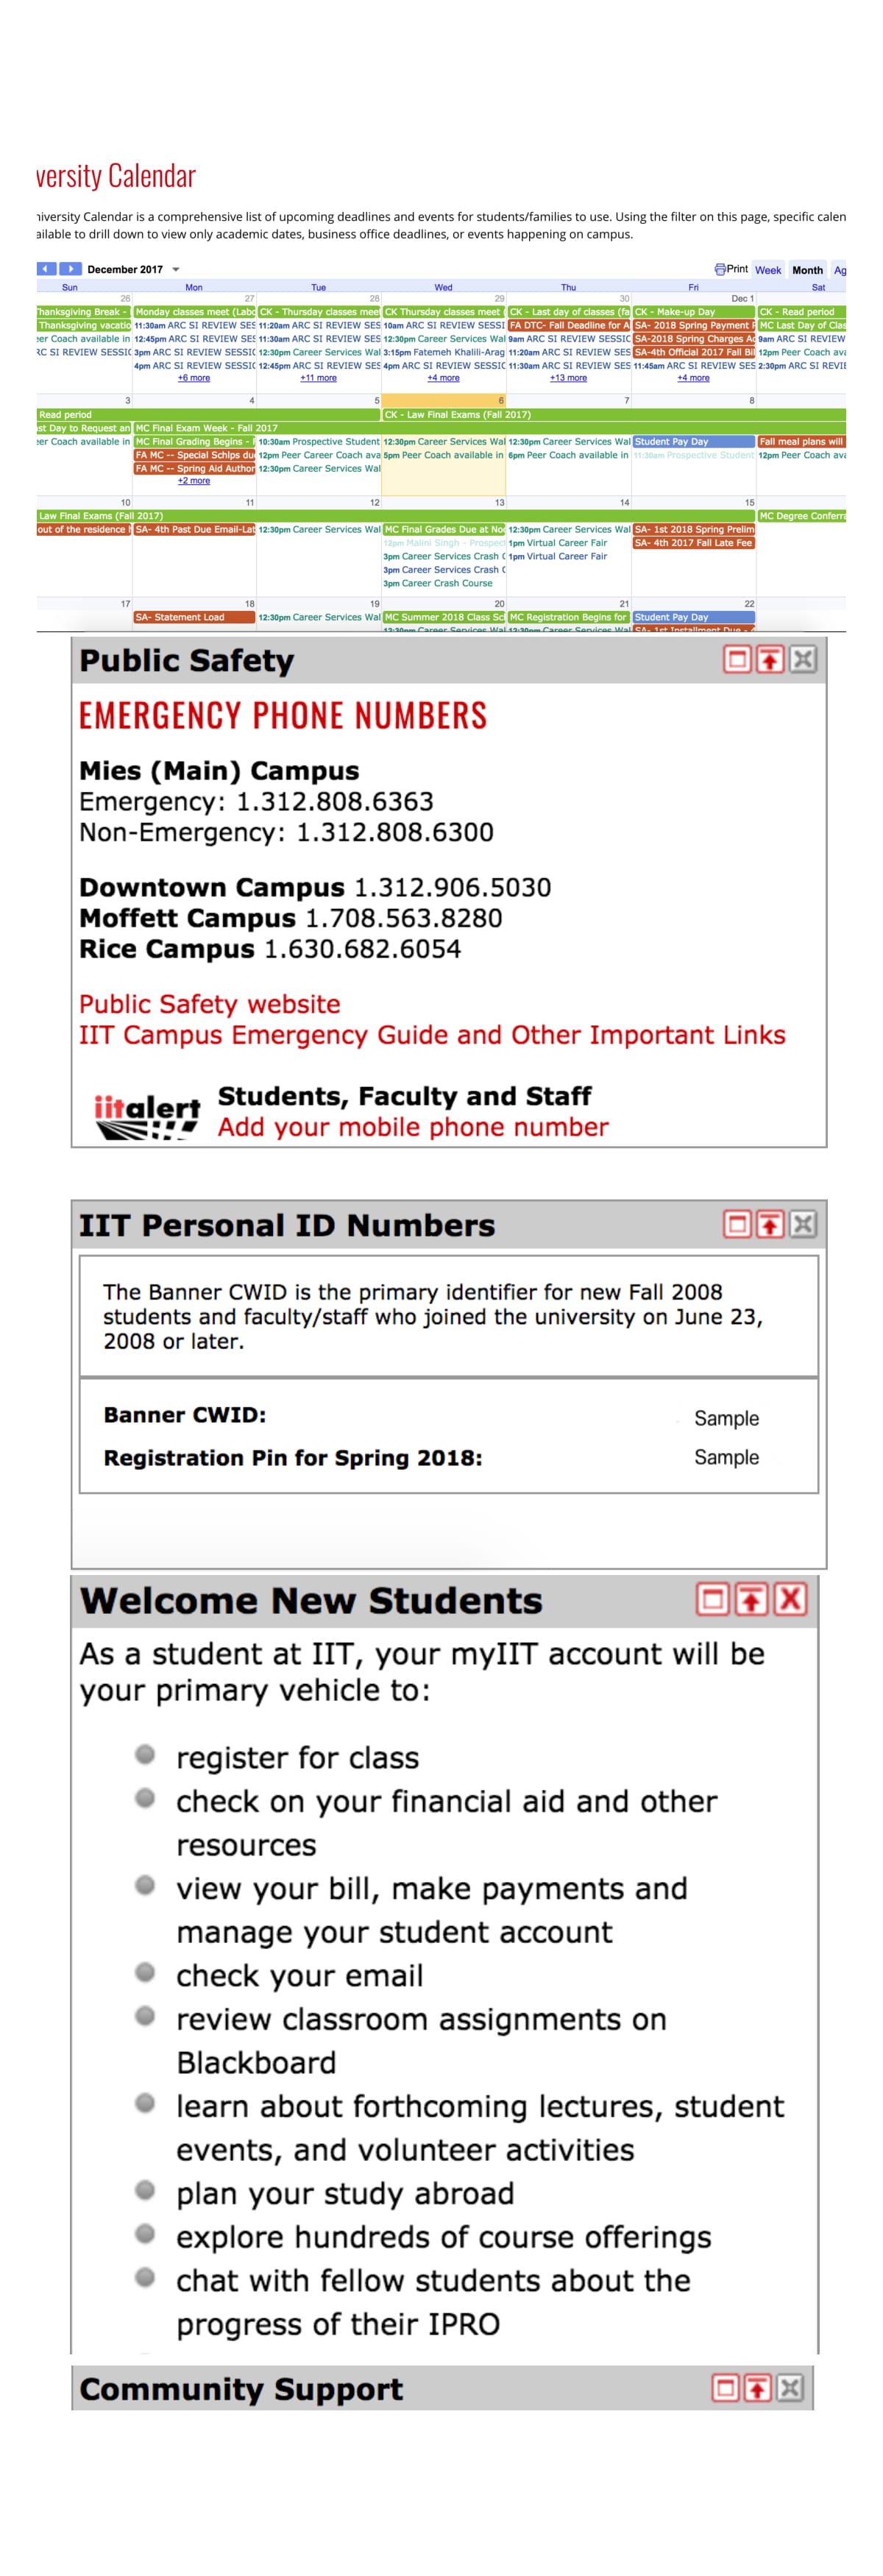 versity Calendar
niversity Calendar is a comprehensive list of upcoming deadlines and events for students/families to use. Using the filter on this page, specific calen
ailable to drill down to view only academic dates, business office deadlines, or events happening on campus.
December 2017 Print Week Month Ag
Sun Mon Tue Wed Thu Fri Sat
26 27 28 29 30 Dec 1
Thanksgiving Break - Monday classes meet (Labo CK - Thursday classes meet CK Thursday classes meet CK - Last day of classes (fa CK - Make-up Day CK - Read period
Thanksgiving vacatio 11:30am ARC SI REVIEW SES 11:20am ARC SI REVIEW SES 10am ARC SI REVIEW SESSI FA DTC- Fall Deadline for A SA- 2018 Spring Payment MC Last Day of Clas
er Coach available in 12:45pm ARC SI REVIEW SES 11:30am ARC SI REVIEW SES 12:30pm Career Services Wal 9am ARC SI REVIEW SESSIC SA-2018 Spring Charges Ac 9am ARC SI REVIEW
RC SI REVIEW SESSIC 3pm ARC SI REVIEW SESSIC 12:30pm Career Services Wal 3:15pm Fatemeh Khalili-Arag 11:20am ARC SI REVIEW SES SA-4th Official 2017 Fall Bil 12pm Peer Coach ava
4pm ARC SI REVIEW SESSIC 12:45pm ARC SI REVIEW SES 4pm ARC SI REVIEW SESSIC 11:30am ARC SI REVIEW SES 11:45am ARC SI REVIEW SES 2:30pm ARC SI REVIE
+6 more +11 more +4 more +13 more +4 more
3 4 5 6 7 8
Read period CK - Law Final Exams (Fall 2017)
st Day to Request an MC Final Exam Week - Fall 2017
er Coach available in MC Final Grading Begins - F 10:30am Prospective Student 12:30pm Career Services Wal 12:30pm Career Services Wal Student Pay Day Fall meal plans will
FA MC -- Special Schlps du 12pm Peer Career Coach ava 5pm Peer Coach available in 6pm Peer Coach available in 11:30am Prospective Student 12pm Peer Coach ava
FA MC -- Spring Aid Author 12:30pm Career Services Wal
+2 more
10 11 12 13 14 15
Law Final Exams (Fall 2017) MC Degree Conferra
out of the residence SA- 4th Past Due Email-Lat 12:30pm Career Services Wal MC Final Grades Due at No 12:30pm Career Services Wal SA- 1st 2018 Spring Prelim
12pm Malini Singh - Prospect 1pm Virtual Career Fair SA- 4th 2017 Fall Late Fee
3pm Career Services Crash C 1pm Virtual Career Fair
3pm Career Services Crash C
3pm Career Crash Course
17 18 19 20 21 22
SA- Statement Load 12:30pm Career Services Wal MC Summer 2018 Class Sc MC Registration Begins for Student Pay Day
12:30pm Career Services Wal 12:30pm Career Services Wal SA- 1st Installment Due -
Public Safety
EMERGENCY PHONE NUMBERS
Mies (Main) Campus
Emergency: 1.312.808.6363
Non-Emergency: 1.312.808.6300
Downtown Campus 1.312.906.5030
Moffett Campus 1.708.563.8280
Rice Campus 1.630.682.6054
Public Safety website
IIT Campus Emergency Guide and Other Important Links
iitalert Students, Faculty and Staff
Add your mobile phone number
IIT Personal ID Numbers
The Banner CWID is the primary identifier for new Fall 2008
students and faculty/staff who joined the university on June 23,
2008 or later.
Banner CWID: Sample
Registration Pin for Spring 2018: Sample
Welcome New Students
As a student at IIT, your myIIT account will be
your primary vehicle to:
register for class
check on your financial aid and other
resources
view your bill, make payments and
manage your student account
check your email
review classroom assignments on
Blackboard
learn about forthcoming lectures, student
events, and volunteer activities
plan your study abroad
explore hundreds of course offerings
chat with fellow students about the
progress of their IPRO
Community Support